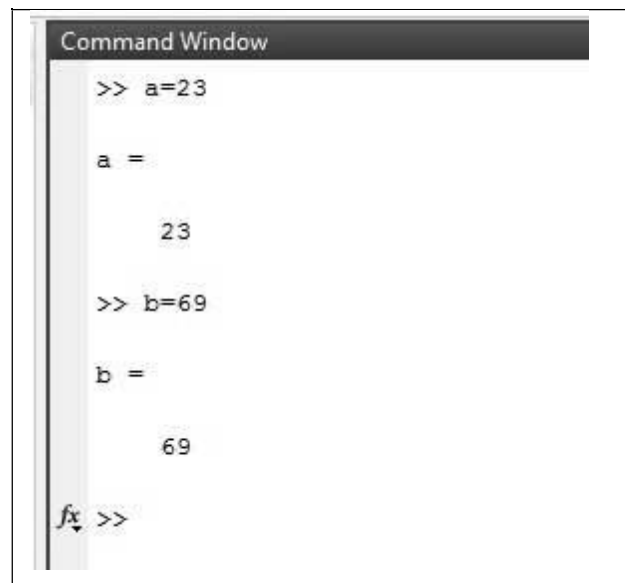 Command Window
>> a=23
a =
23
>> b=69
b =
69
fx >>